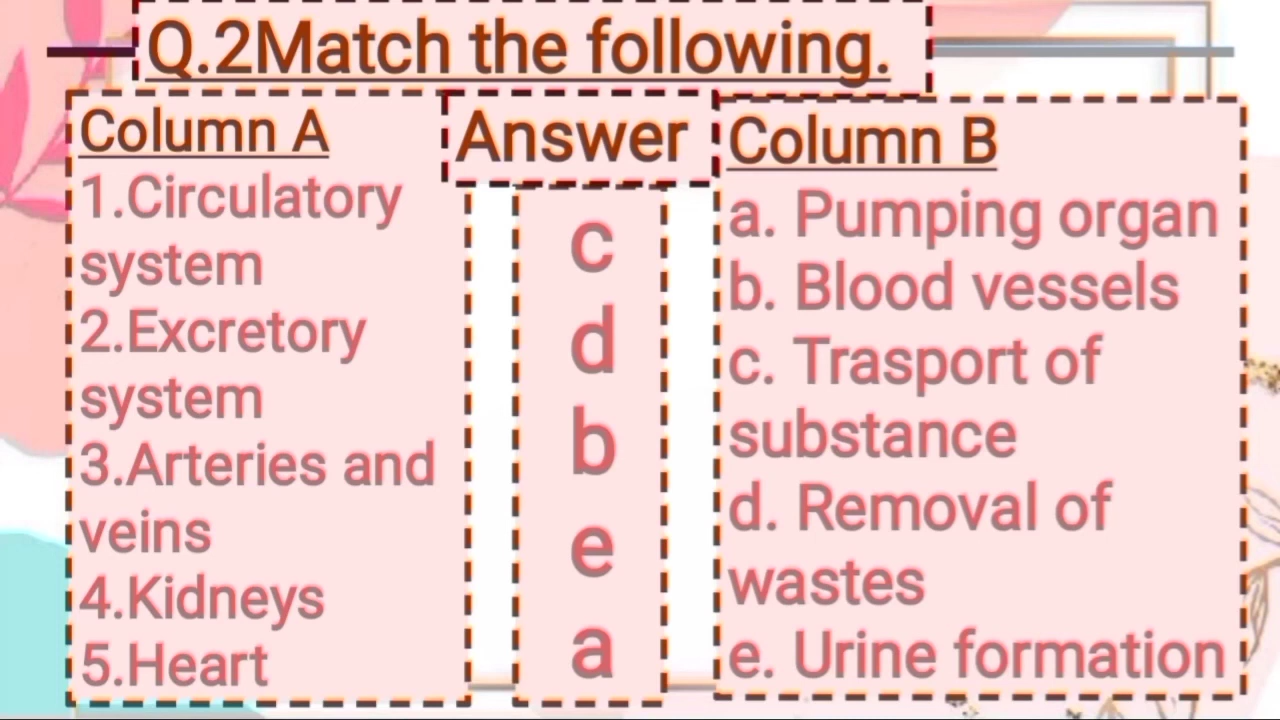 Q.2Match the following.
Column A
1.Circulatory
system
2.Excretory
system
3.Arteries and
veins
4.Kidneys
5.Heart
Answer
c
d
b
e
a
Column B
a. Pumping organ
b. Blood vessels
c. Trasport of
substance
d. Removal of
wastes
e. Urine formation